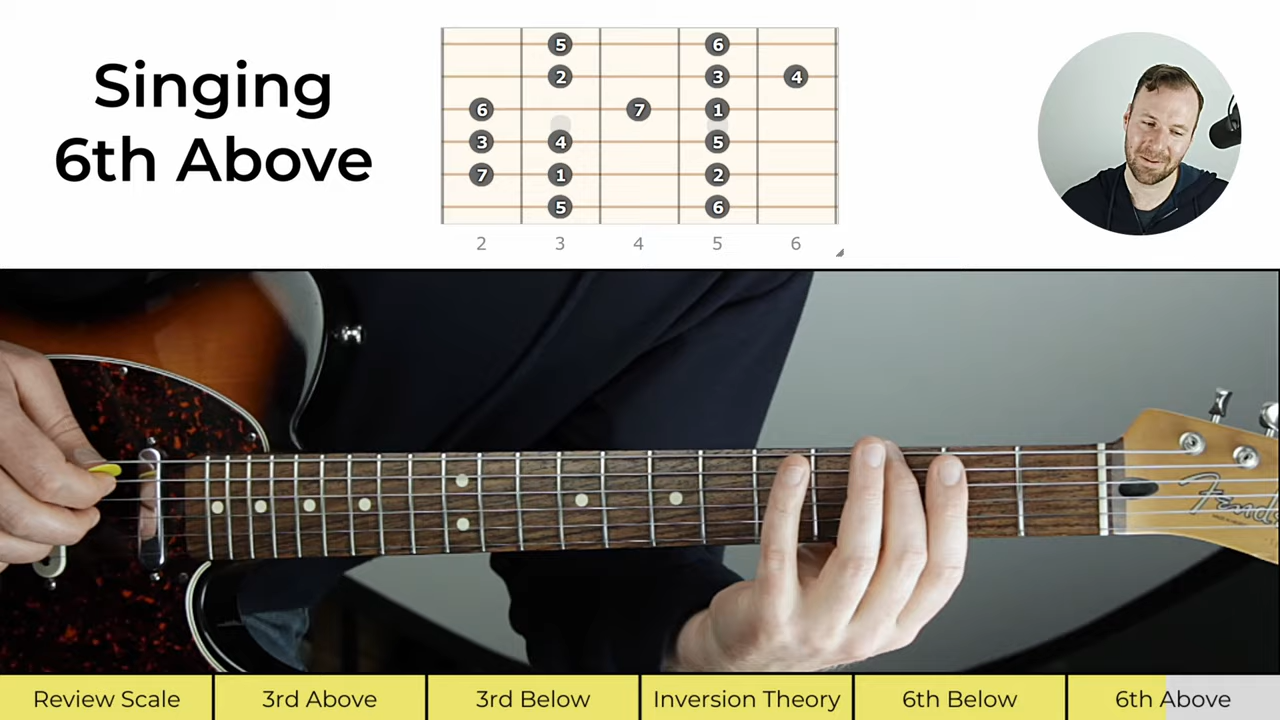 Singing
6th Above
5 6
2 3 4
6 7 1
3 4 5
7 1 2
5 6
2 3 4 5 6
Fende
Review Scale 3rd Above 3rd Below Inversion Theory 6th Below 6th Above